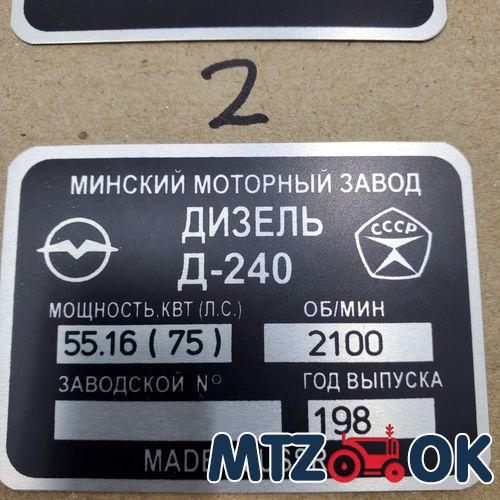 2
МИНСКИЙ МОТОРНЫЙ ЗАВОД
ДИЗЕЛЬ
Д-240
СССР
МОЩНОСТЬ,КВТ (Л.С.) ОБ/МИН
55.16 (75) 2100
ЗАВОДСКОЙ № ГОД ВЫПУСКА
198
MADE
MTZ OK